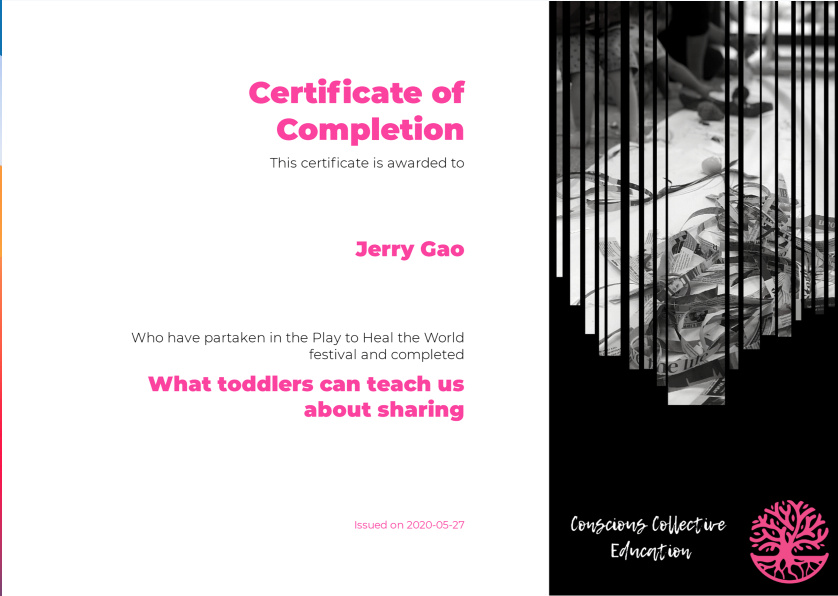 Certificate of
Completion
This certificate is awarded to
Jerry Gao
Who have partaken in the Play to Heal the World
festival and completed
What toddlers can teach us
about sharing
Issued on 2020-05-27
Conscious Collective
Education